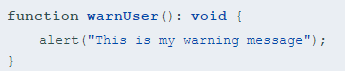 function warnUser(): void {
    alert("This is my warning message");
}